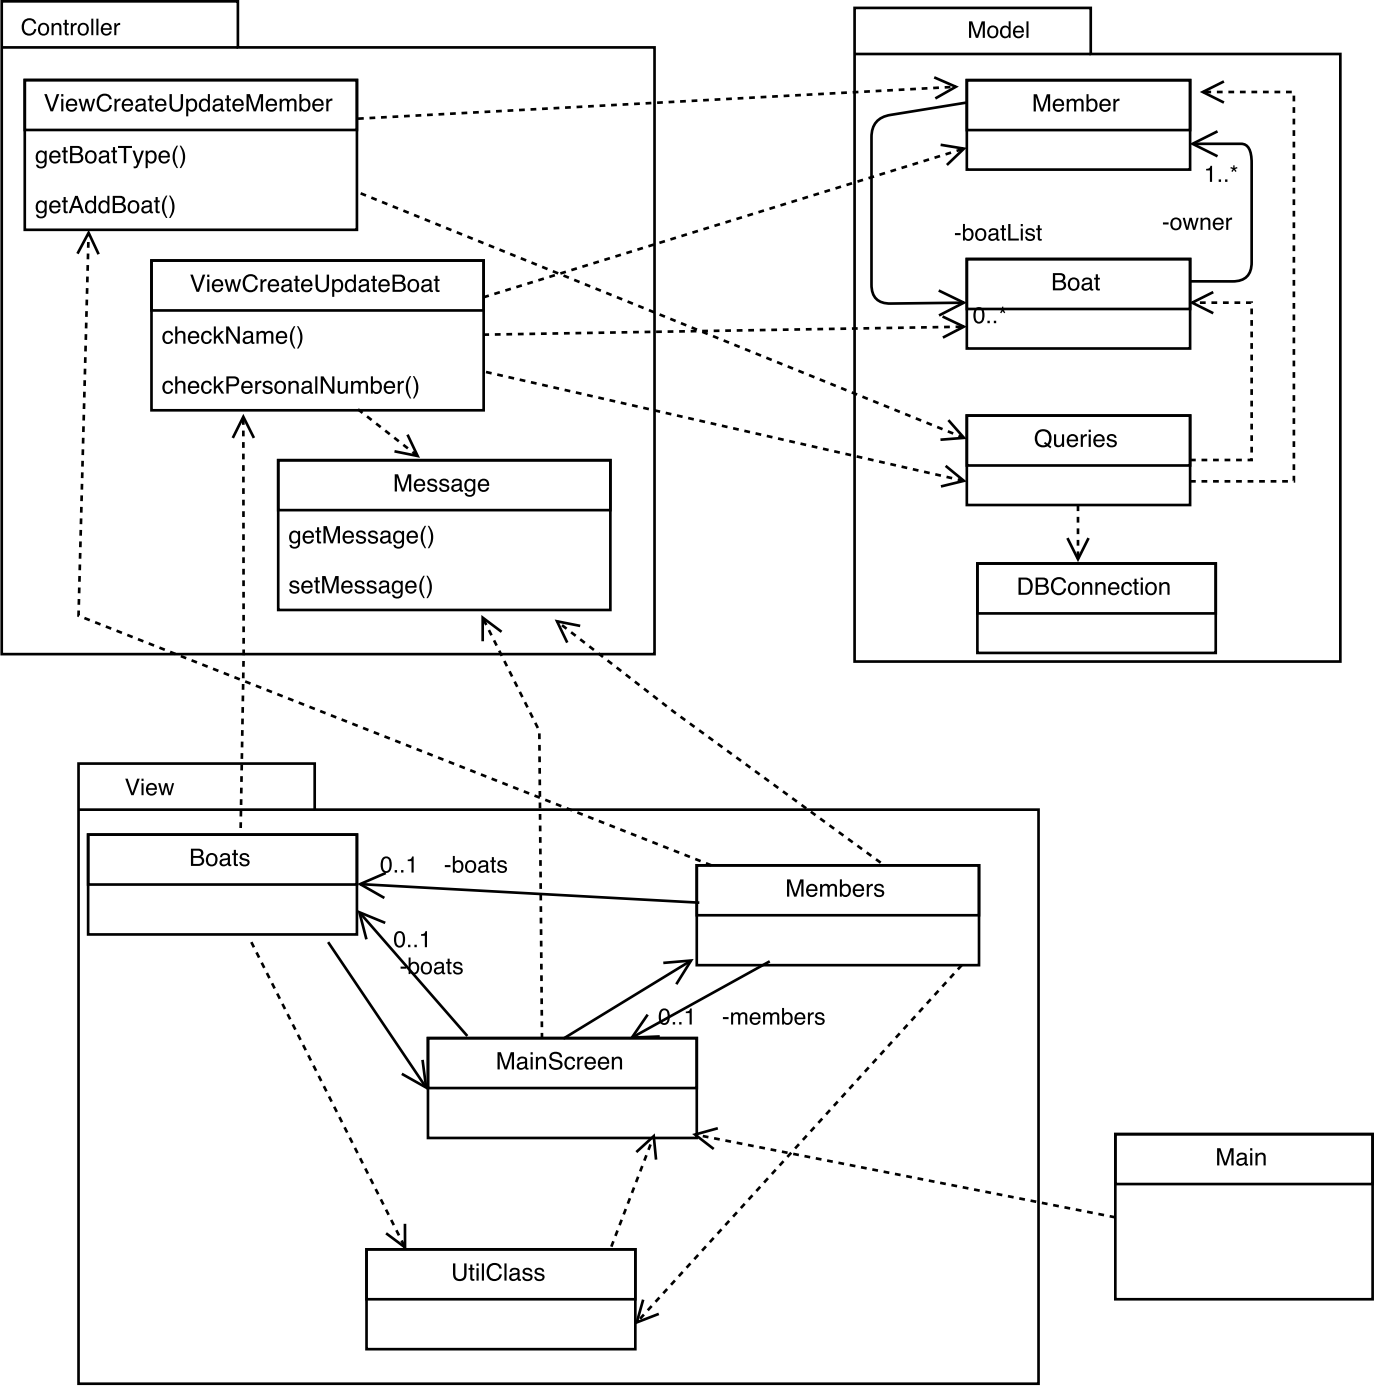 Controller
ViewCreateUpdateMember
getBoatType()
getAddBoat()
ViewCreateUpdateBoat
checkName()
checkPersonalNumber()
Message
getMessage()
setMessage()
Model
Member
1..*
-owner
-boatList
Boat
0..*
Queries
DBConnection
View
Boats
0..1 -boats
Members
0..1
-boats
0..1 -members
MainScreen
UtilClass
Main